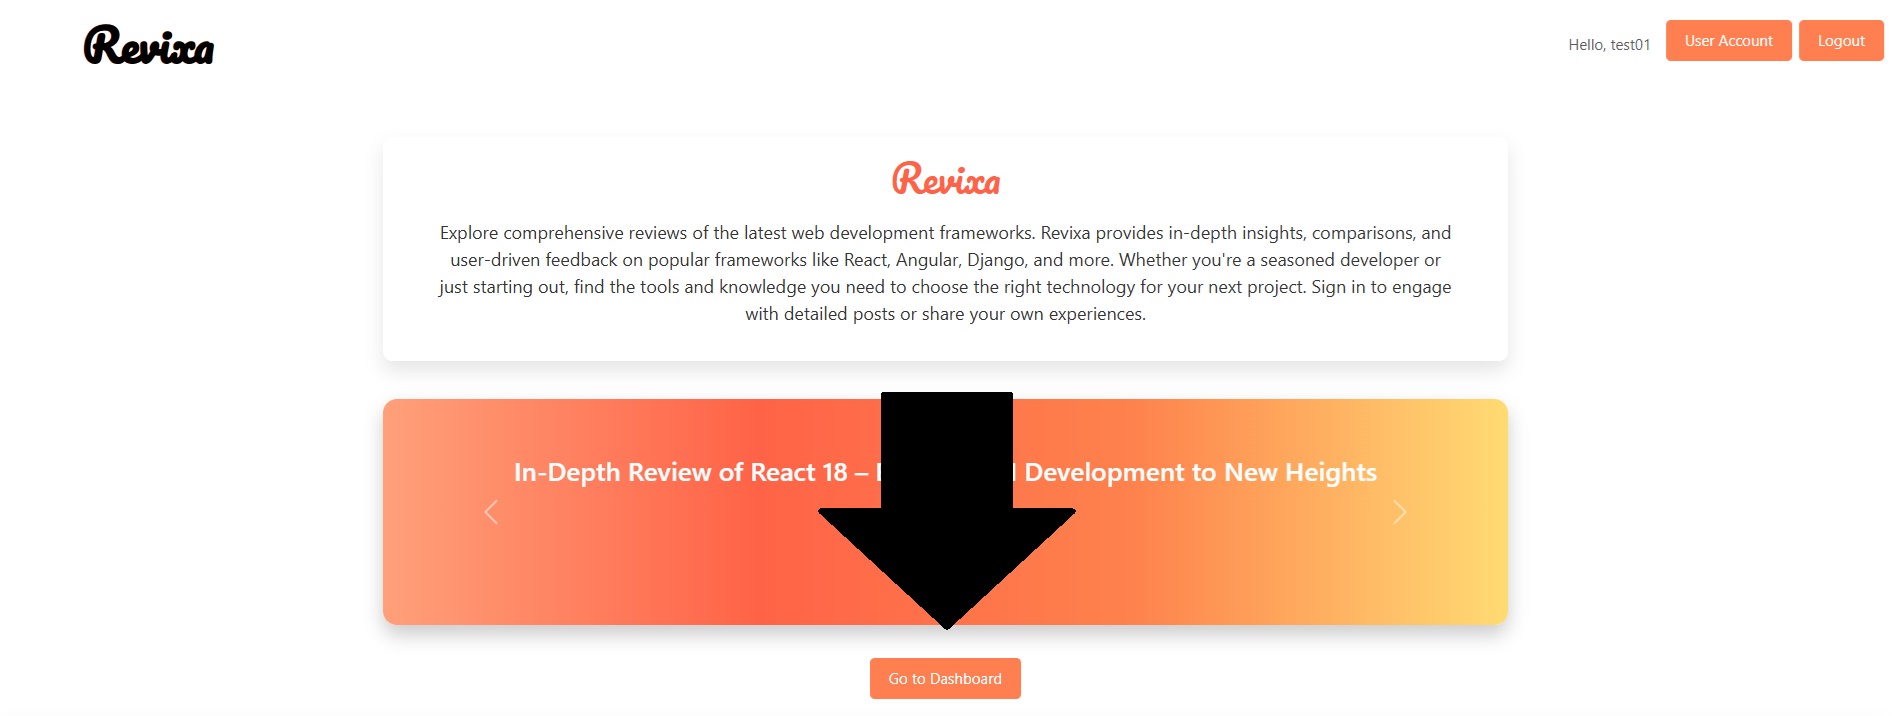 Revixa
Hello, test01
User Account
Logout
Revixa
Explore comprehensive reviews of the latest web development frameworks. Revixa provides in-depth insights, comparisons, and
user-driven feedback on popular frameworks like React, Angular, Django, and more. Whether you're a seasoned developer or
just starting out, find the tools and knowledge you need to choose the right technology for your next project. Sign in to engage
with detailed posts or share your own experiences.
In-Depth Review of React 18 – Development to New Heights
Go to Dashboard